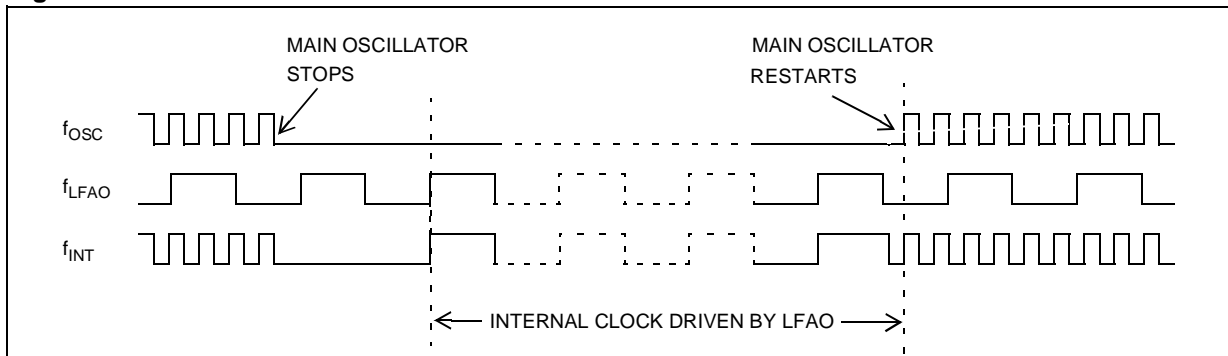 MAIN OSCILLATOR
STOPS
MAIN OSCILLATOR
RESTARTS
fOSC
fLFAO
fINT
INTERNAL CLOCK DRIVEN BY LFAO